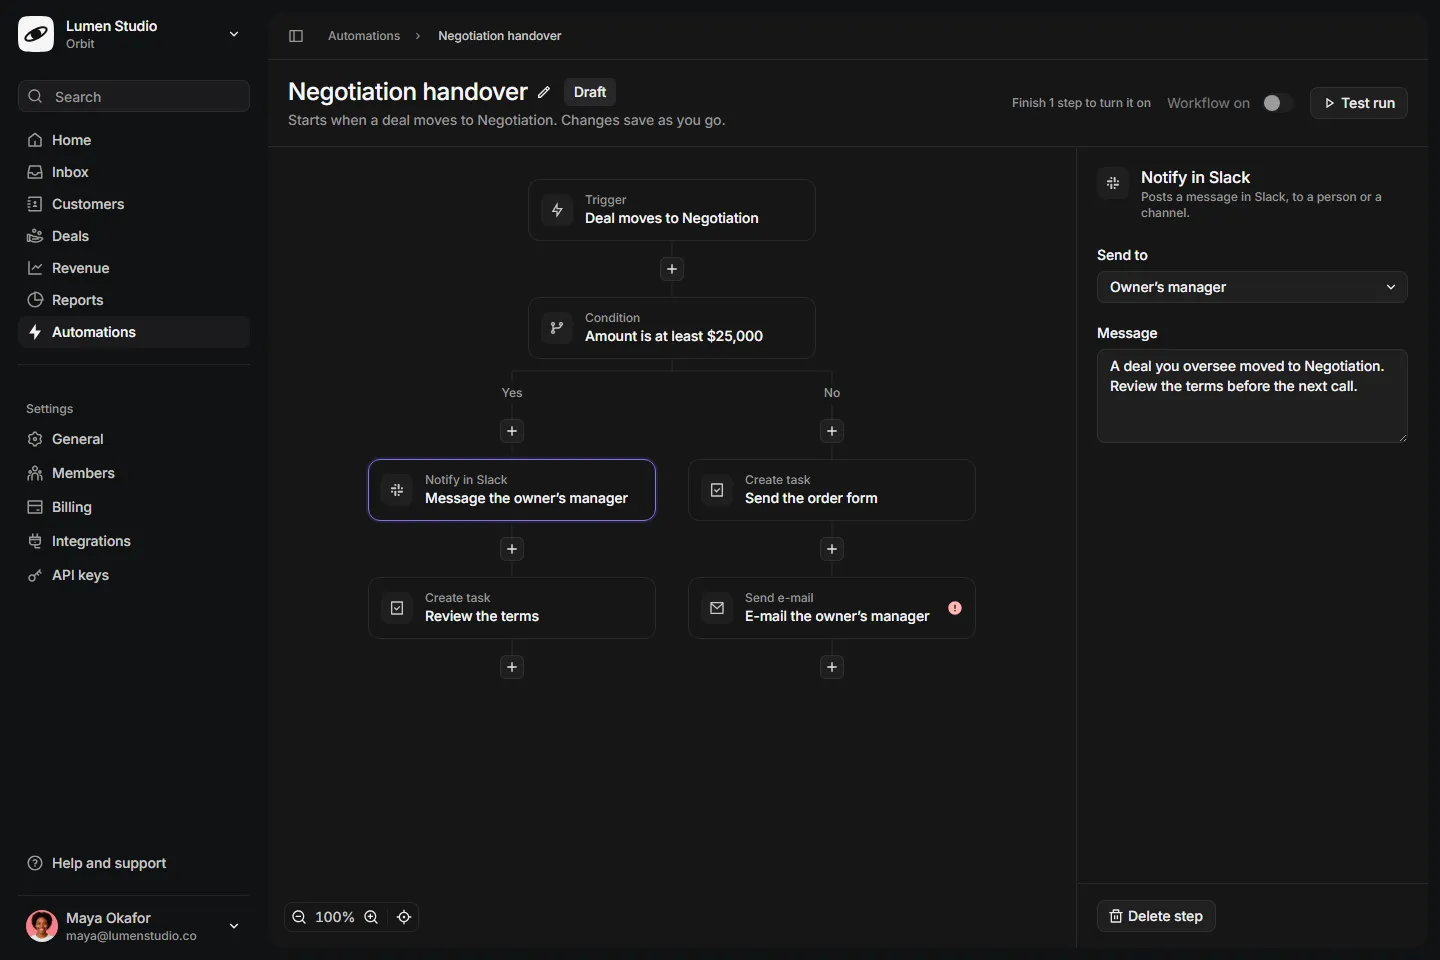 Lumen Studio
Orbit
Search
Home
Inbox
Customers
Deals
Revenue
Reports
Automations
Settings
General
Members
Billing
Integrations
API keys
Help and support
Maya Okafor
maya@lumenstudio.co
Automations › Negotiation handover
Negotiation handover Draft
Starts when a deal moves to Negotiation. Changes save as you go.
Finish 1 step to turn it on Workflow on Test run
Trigger
Deal moves to Negotiation
Condition
Amount is at least $25,000
Yes No
Notify in Slack
Message the owner’s manager
Create task
Send the order form
Create task
Review the terms
Send e-mail
E-mail the owner’s manager
100%
Notify in Slack
Posts a message in Slack, to a person or a
channel.
Send to
Owner’s manager
Message
A deal you oversee moved to Negotiation.
Review the terms before the next call.
Delete step